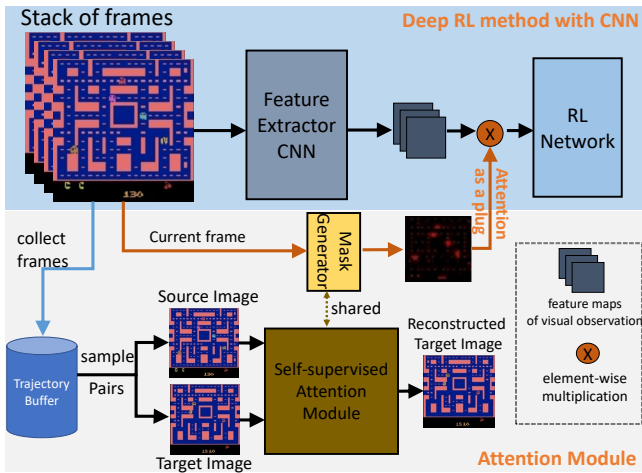 Stack of frames
Deep RL method with CNN
130
Feature
Extractor
CNN
X
RL
Network
Attention
as a plug
collect
frames
Current frame
Mask
Generator
shared
Source Image
sample
Pairs
Trajectory
Buffer
Self-supervised
Attention
Module
Reconstructed
Target Image
Target Image
feature maps
of visual observation
X
element-wise
multiplication
Attention Module